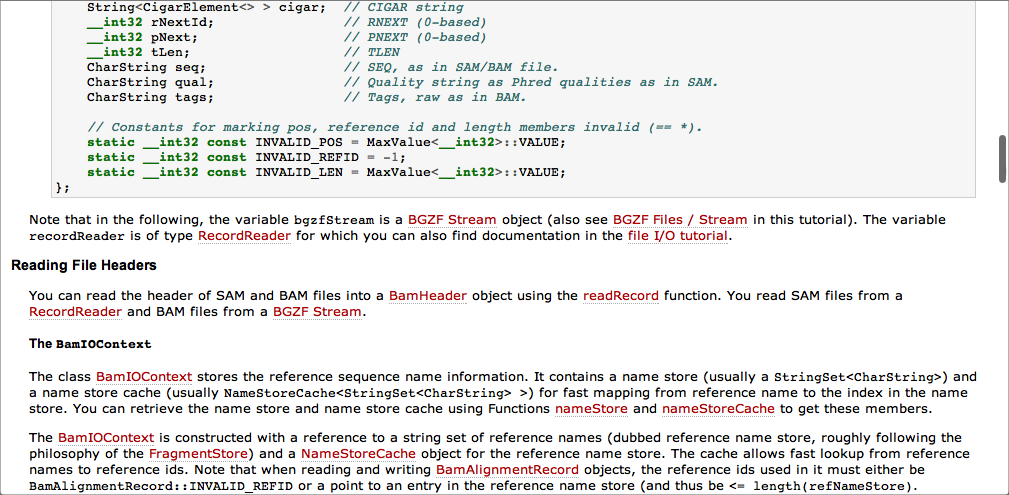 String<CigarElement<> > cigar;  // CIGAR string
__int32 rNextId;                // RNEXT (0-based)
__int32 pNext;                  // PNEXT (0-based)
__int32 tLen;                   // TLEN
CharString seq;                 // SEQ, as in SAM/BAM file.
CharString qual;                // Quality string as Phred qualities as in SAM.
CharString tags;                // Tags, raw as in BAM.
// Constants for marking pos, reference id and length members invalid (== *).
static __int32 const INVALID_POS = MaxValue<__int32>::VALUE;
static __int32 const INVALID_REFID = -1;
static __int32 const INVALID_LEN = MaxValue<__int32>::VALUE;
};
Note that in the following, the variable bgzfStream is a BGZF Stream object (also see BGZF Files / Stream in this tutorial). The variable
recordReader is of type RecordReader for which you can also find documentation in the file I/O tutorial.
Reading File Headers
You can read the header of SAM and BAM files into a BamHeader object using the readRecord function. You read SAM files from a
RecordReader and BAM files from a BGZF Stream.
The BamIOContext
The class BamIOContext stores the reference sequence name information. It contains a name store (usually a StringSet<CharString>) and
a name store cache (usually NameStoreCache<StringSet<CharString> >) for fast mapping from reference name to the index in the name
store. You can retrieve the name store and name store cache using Functions nameStore and nameStoreCache to get these members.
The BamIOContext is constructed with a reference to a string set of reference names (dubbed reference name store, roughly following the
philosophy of the FragmentStore) and a NameStoreCache object for the reference name store. The cache allows fast lookup from reference
names to reference ids. Note that when reading and writing BamAlignmentRecord objects, the reference ids used in it must either be
BamAlignmentRecord::INVALID_REFID or a point to an entry in the reference name store (and thus be <= length(refNameStore).